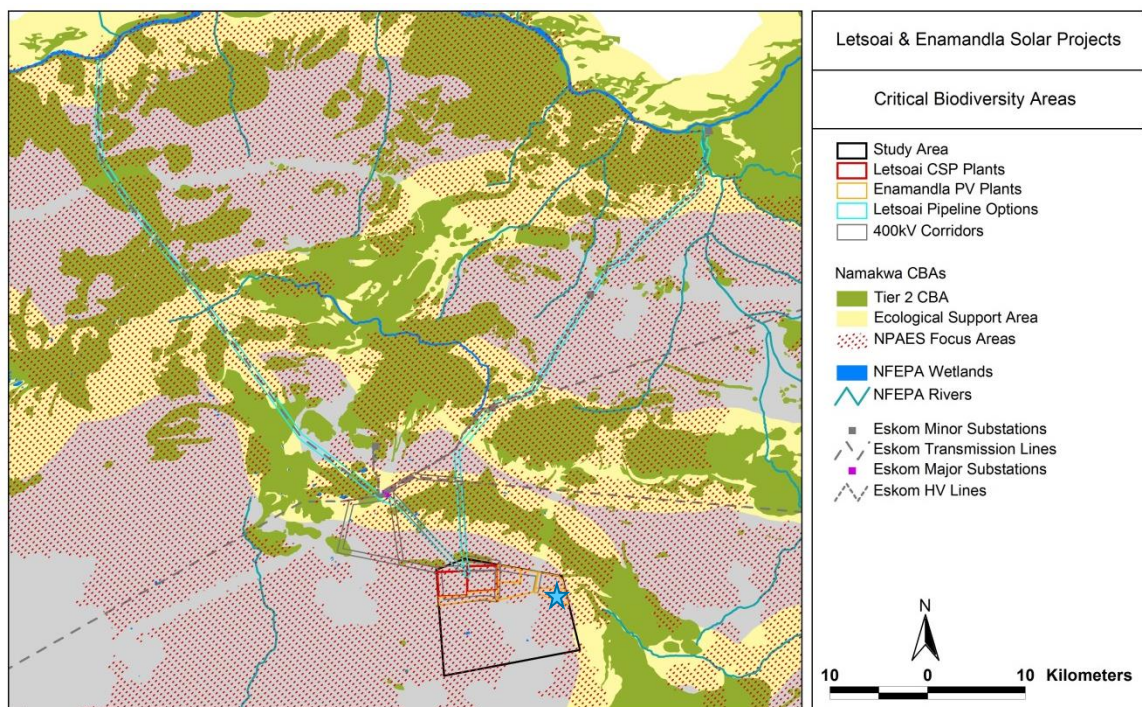 Letsoai & Enamandla Solar Projects
Critical Biodiversity Areas
Study Area
Letsoai CSP Plants
Enamandla PV Plants
Letsoai Pipeline Options
400kV Corridors
Namakwa CBAs
Tier 2 CBA
Ecological Support Area
NPAES Focus Areas
NFEPA Wetlands
NFEPA Rivers
Eskom Minor Substations
Eskom Transmission Lines
Eskom Major Substations
Eskom HV Lines
N
10 0 10 Kilometers